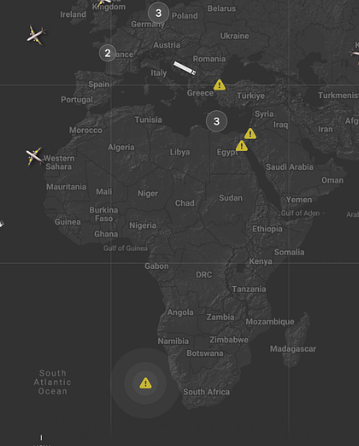 Kingdom
Belarus
Ireland
3
Poland
Germany
Ukraine
2
Austria
Romania
Italy
Spain
Greece
Türkiye
Turkmenis
Portugal
Syria
Tunisia
3
Morocco
Iraq
Iran
Afg
Algeria
Libya
Egypt
Western
Sahara
Saudi Arabia
Oman
Mauritania
Mali
Niger
Chad
Sudan
Yemen
Gulf of Aden
Burkina
Faso
Guinea
Nigeria
Ghana
Ethiopia
Gulf of Guinea
Somalia
Gabon
Kenya
DRC
Tanzania
Angola
Zambia
Mozambique
Namibia
Zimbabwe
Madagascar
Botswana
South
Atlantic
Ocean
South Africa